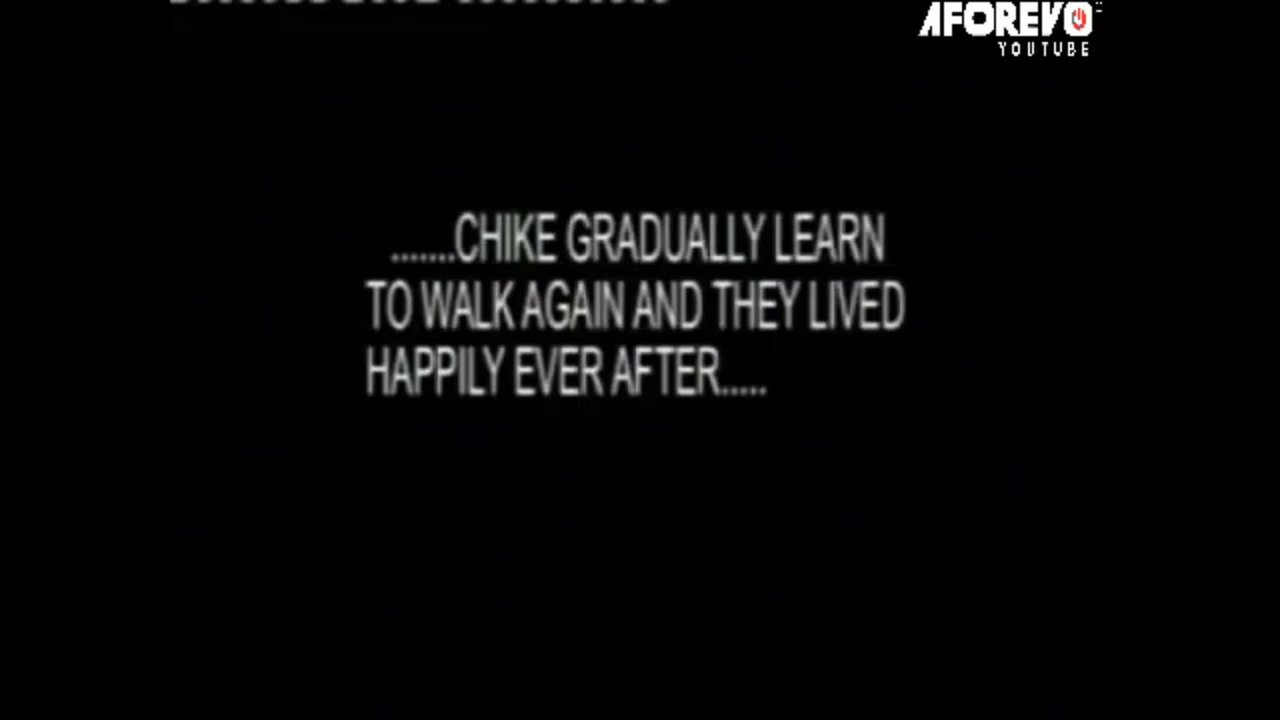 AFOREVO
YOUTUBE
.......CHIKE GRADUALLY LEARN
TO WALK AGAIN AND THEY LIVED
HAPPILY EVER AFTER.....